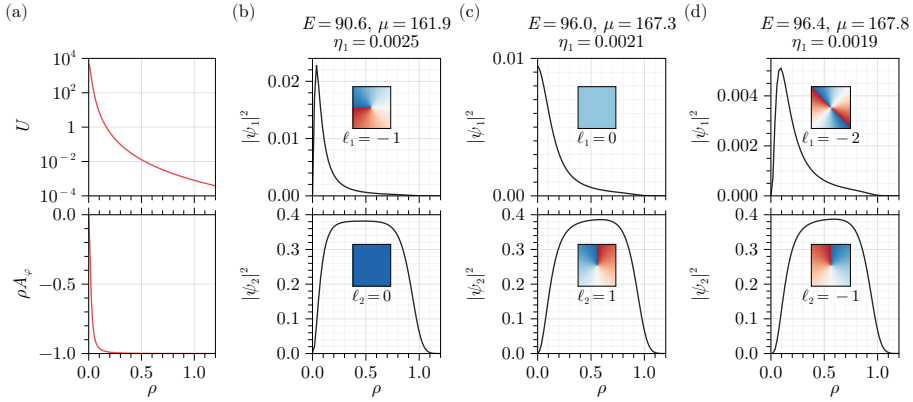 (a)
(b)
(c)
(d)
E = 90.6, μ = 161.9
η₁ = 0.0025
E = 96.0, μ = 167.3
η₁ = 0.0021
E = 96.4, μ = 167.8
η₁ = 0.0019
U
10⁴
10²
1
10⁻²
10⁻⁴
|ψ₁|²
0.02
0.01
0.00
ℓ₁ = −1
|ψ₁|²
0.01
0.00
ℓ₁ = 0
|ψ₁|²
0.004
0.002
0.000
ℓ₁ = −2
ρA_φ
0.0
−0.5
−1.0
0.0
0.5
1.0
ρ
|ψ₂|²
0.4
0.3
0.2
0.1
0.0
ℓ₂ = 0
0.0
0.5
1.0
ρ
|ψ₂|²
0.4
0.3
0.2
0.1
0.0
ℓ₂ = 1
0.0
0.5
1.0
ρ
|ψ₂|²
0.4
0.3
0.2
0.1
0.0
ℓ₂ = −1
0.0
0.5
1.0
ρ